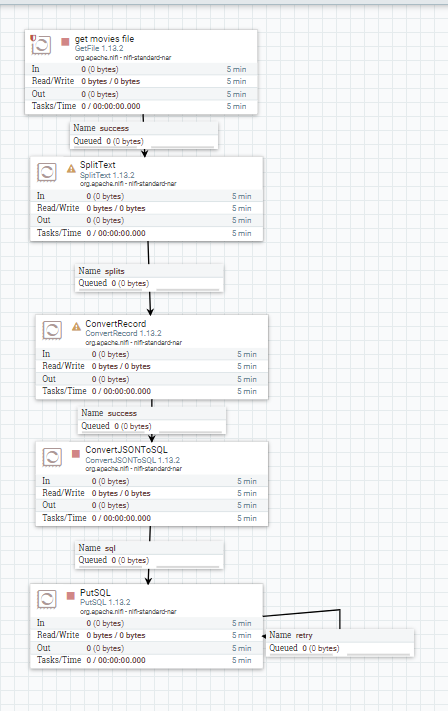 get movies file
GetFile 1.13.2
org.apache.nifi - nifi-standard-nar
In 0 (0 bytes) 5 min
Read/Write 0 bytes / 0 bytes 5 min
Out 0 (0 bytes) 5 min
Tasks/Time 0 / 00:00:00.000 5 min
Name success
Queued 0 (0 bytes)
SplitText
SplitText 1.13.2
org.apache.nifi - nifi-standard-nar
In 0 (0 bytes) 5 min
Read/Write 0 bytes / 0 bytes 5 min
Out 0 (0 bytes) 5 min
Tasks/Time 0 / 00:00:00.000 5 min
Name splits
Queued 0 (0 bytes)
ConvertRecord
ConvertRecord 1.13.2
org.apache.nifi - nifi-standard-nar
In 0 (0 bytes) 5 min
Read/Write 0 bytes / 0 bytes 5 min
Out 0 (0 bytes) 5 min
Tasks/Time 0 / 00:00:00.000 5 min
Name success
Queued 0 (0 bytes)
ConvertJSONToSQL
ConvertJSONToSQL 1.13.2
org.apache.nifi - nifi-standard-nar
In 0 (0 bytes) 5 min
Read/Write 0 bytes / 0 bytes 5 min
Out 0 (0 bytes) 5 min
Tasks/Time 0 / 00:00:00.000 5 min
Name sql
Queued 0 (0 bytes)
PutSQL
PutSQL 1.13.2
org.apache.nifi - nifi-standard-nar
In 0 (0 bytes) 5 min
Read/Write 0 bytes / 0 bytes 5 min
Out 0 (0 bytes) 5 min
Tasks/Time 0 / 00:00:00.000 5 min
Name retry
Queued 0 (0 bytes)